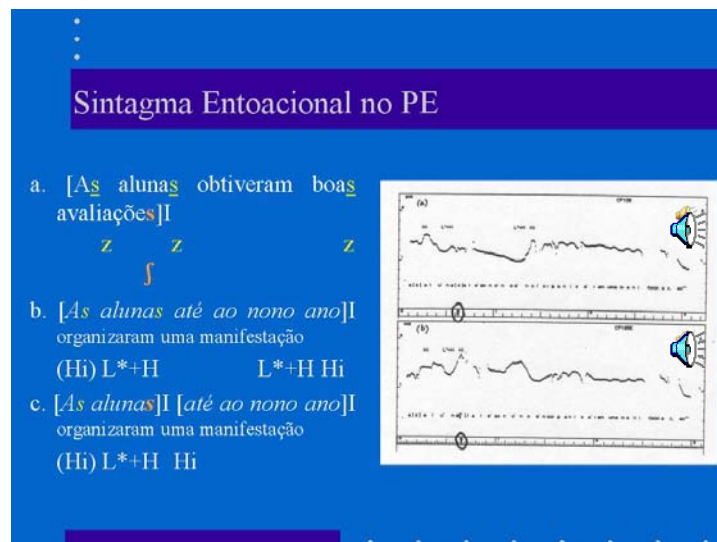 Sintagma Entoacional no PE
a. [As alunas obtiveram boas
avaliações]I
z z z
ʃ
b. [As alunas até ao nono ano]I
organizaram uma manifestação
(Hi) L*+H L*+H Hi
c. [As alunas]I [até ao nono ano]I
organizaram uma manifestação
(Hi) L*+H Hi
(a)
(b)